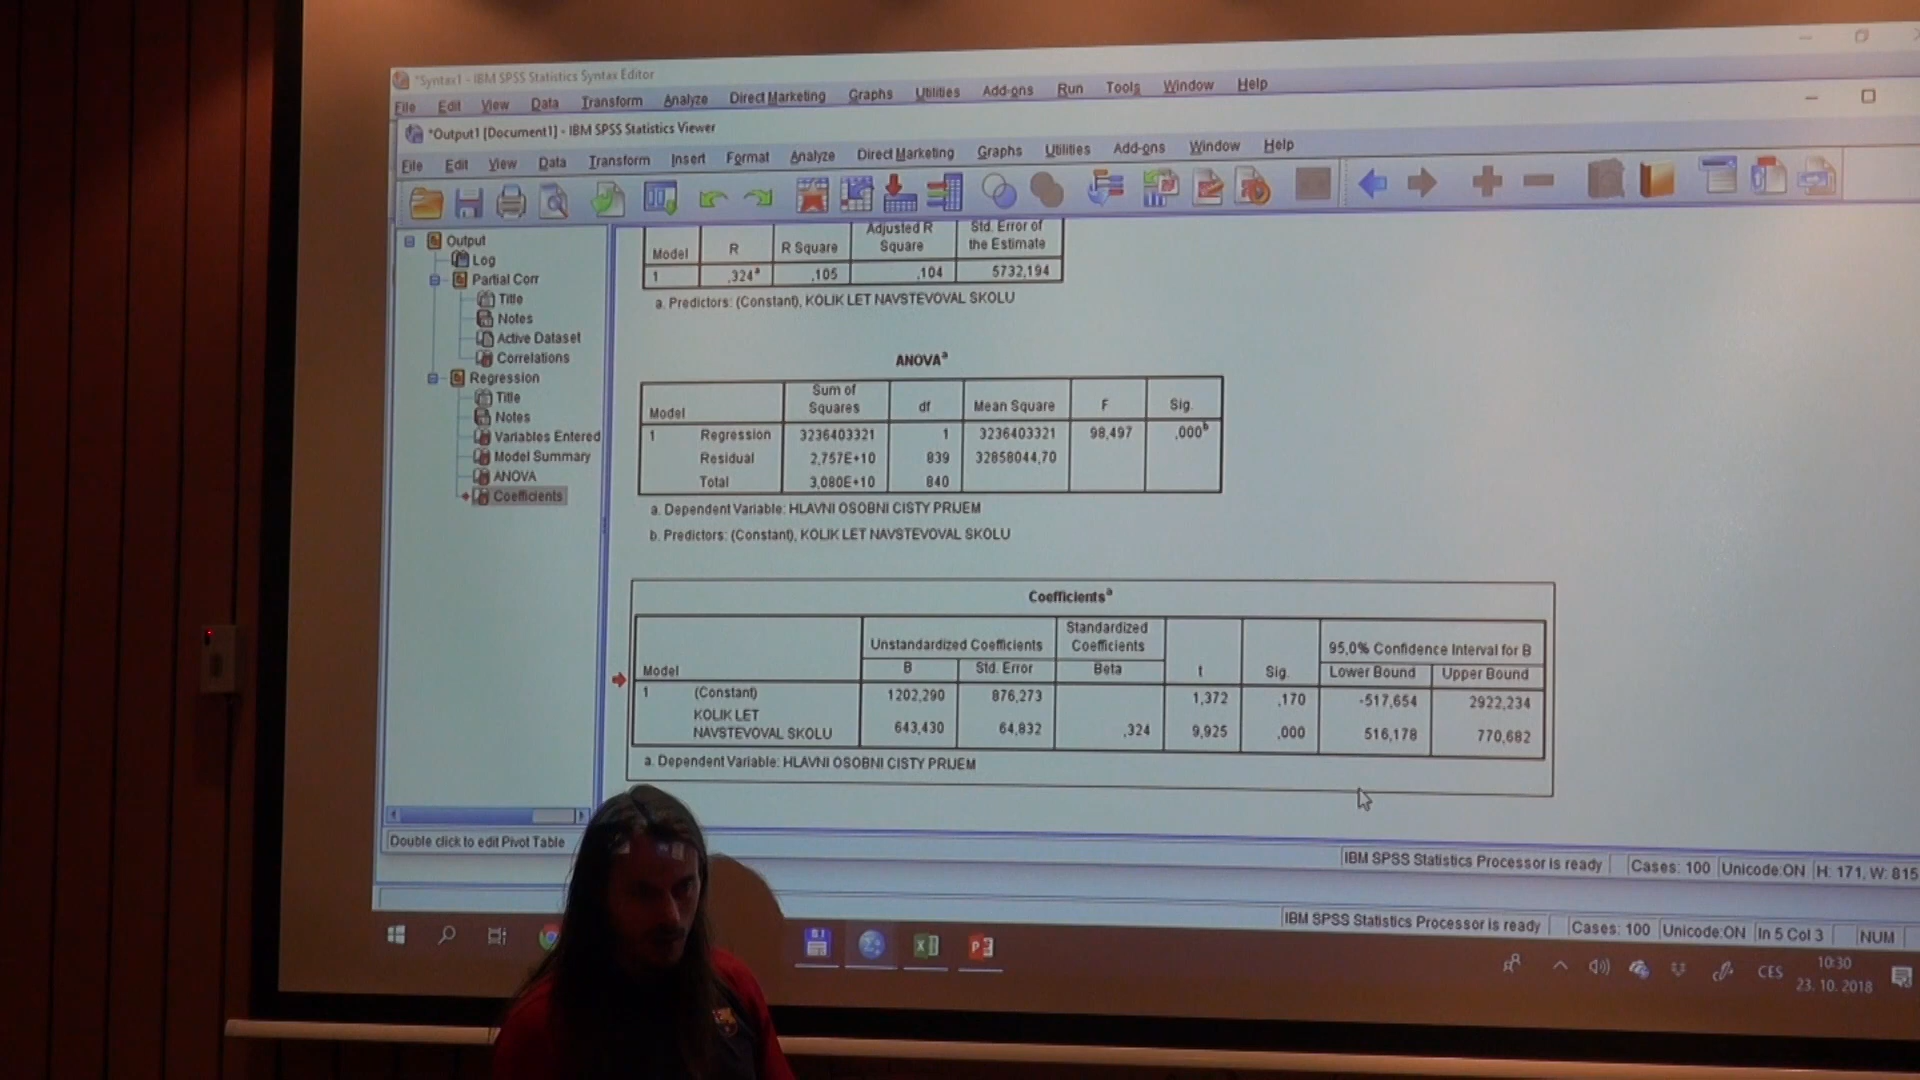 *Syntax1 - IBM SPSS Statistics Syntax Editor
File Edit View Data Transform Analyze Direct Marketing Graphs Utilities Add-ons Run Tools Window Help
*Output1 [Document1] - IBM SPSS Statistics Viewer
File Edit View Data Transform Insert Format Analyze Direct Marketing Graphs Utilities Add-ons Window Help
Output
Log
Partial Corr
Title
Notes
Active Dataset
Correlations
Regression
Title
Notes
Variables Entered
Model Summary
ANOVA
Coefficients
Model R R Square Adjusted R Square Std. Error of the Estimate
1 ,324a ,105 ,104 5732,194
a. Predictors: (Constant), KOLIK LET NAVSTEVOVAL SKOLU
ANOVAa
Model Sum of Squares df Mean Square F Sig.
1 Regression 3236403321 1 3236403321 98,497 ,000b
Residual 2,757E+10 839 32858044,70
Total 3,080E+10 840
a. Dependent Variable: HLAVNI OSOBNI CISTY PRIJEM
b. Predictors: (Constant), KOLIK LET NAVSTEVOVAL SKOLU
Coefficientsa
Unstandardized Coefficients Standardized Coefficients 95,0% Confidence Interval for B
Model B Std. Error Beta t Sig. Lower Bound Upper Bound
1 (Constant) 1202,290 876,273 1,372 ,170 -517,654 2922,234
KOLIK LET
NAVSTEVOVAL SKOLU 643,430 64,832 ,324 9,925 ,000 516,178 770,682
a. Dependent Variable: HLAVNI OSOBNI CISTY PRIJEM
Double click to edit Pivot Table
IBM SPSS Statistics Processor is ready Cases: 100 Unicode:ON H: 171, W: 815
IBM SPSS Statistics Processor is ready Cases: 100 Unicode:ON In 5 Col 3 NUM
CES
10:30
23. 10. 2018